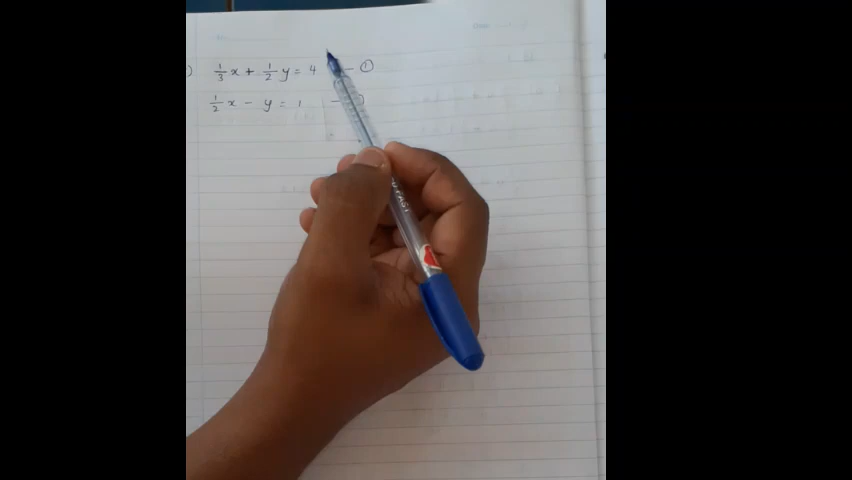 ) 1/3 x + 1/2 y = 4 — ①
1/2 x - y = 1 —